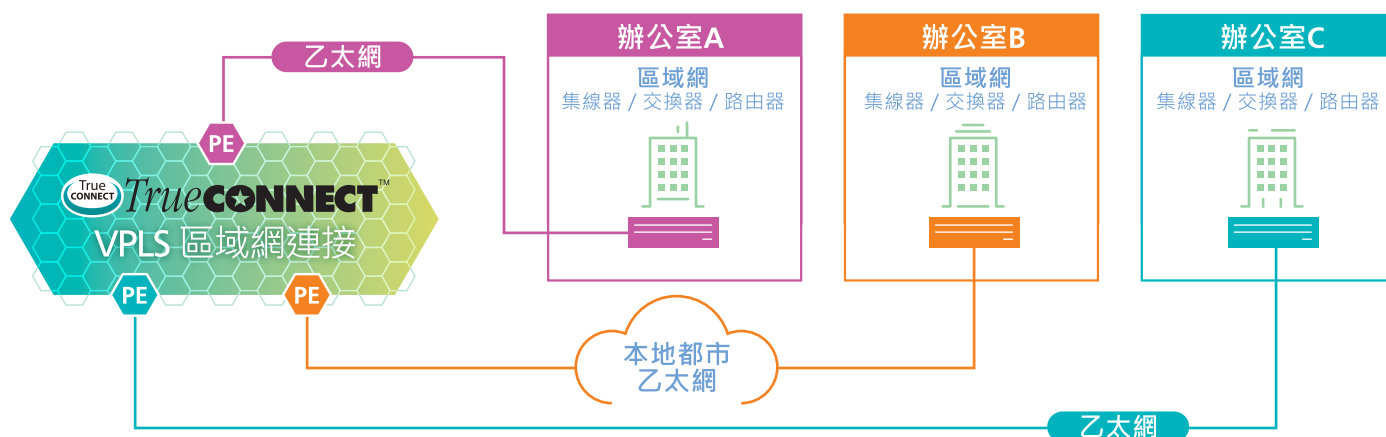 乙太網
PE
True
CONNECT
TrueCONNECT™
VPLS 區域網連接
PE
PE
辦公室A
區域網
集線器 / 交換器 / 路由器
辦公室B
區域網
集線器 / 交換器 / 路由器
辦公室C
區域網
集線器 / 交換器 / 路由器
本地都市
乙太網
乙太網